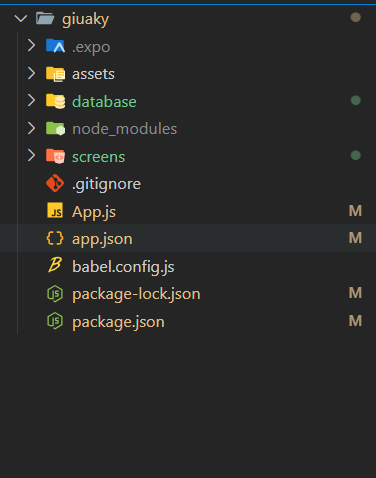 giuaky
.expo
assets
database
node_modules
screens
.gitignore
JS App.js M
app.json M
babel.config.js
package-lock.json M
package.json M